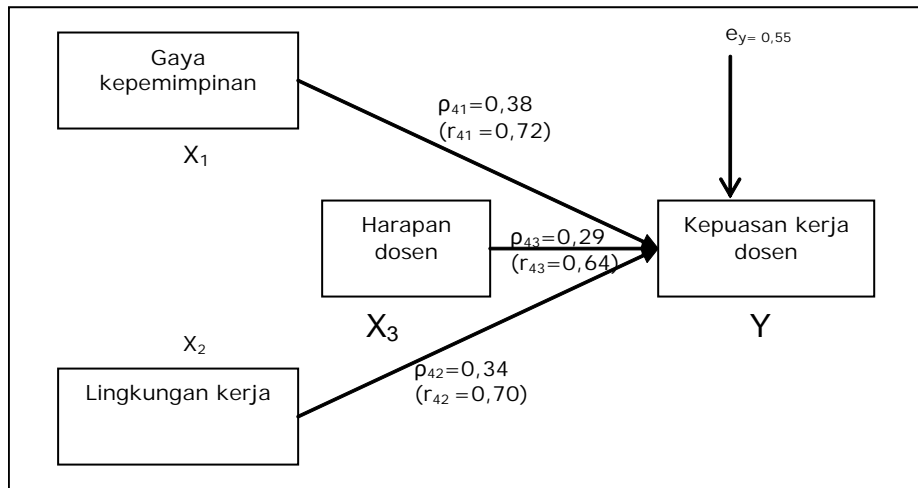 Gaya
kepemimpinan
X₁
e_y= 0,55
ρ₄₁=0,38
(r₄₁ =0,72)
Harapan
dosen
X₃
ρ₄₃=0,29
(r₄₃=0,64)
Kepuasan kerja
dosen
Y
X₂
Lingkungan kerja
ρ₄₂=0,34
(r₄₂ =0,70)